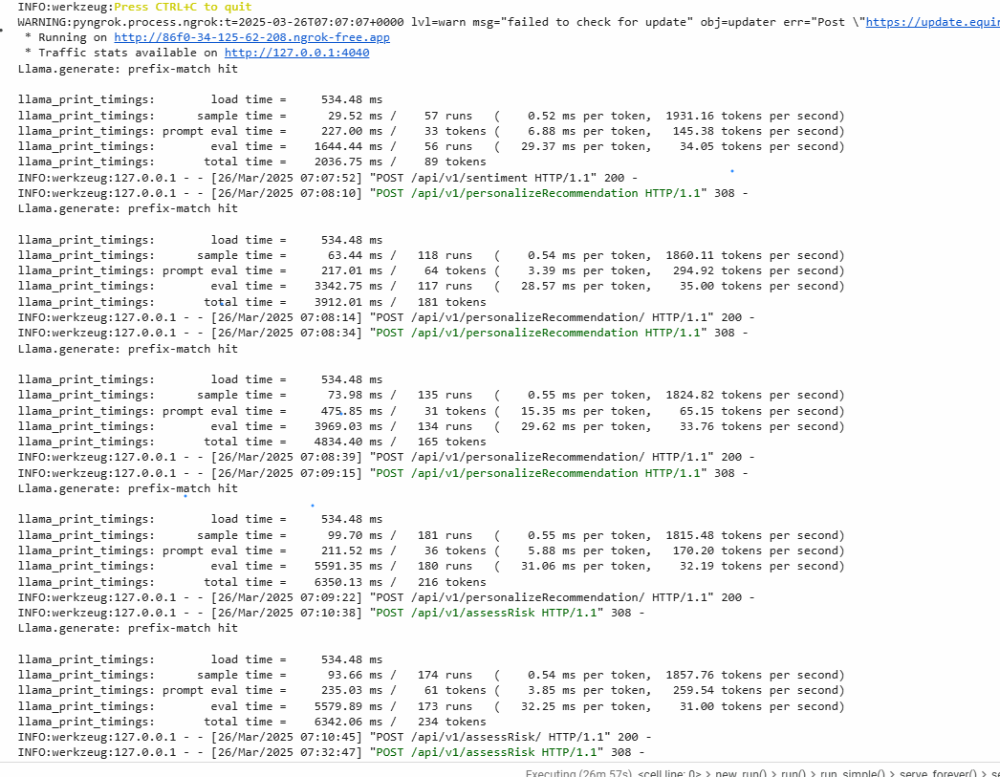 INFO:werkzeug:Press CTRL+C to quit
WARNING:pyngrok.process.ngrok:t=2025-03-26T07:07:07+0000 lvl=warn msg="failed to check for update" obj=updater err="Post \"https://update.equin
* Running on http://86f0-34-125-62-208.ngrok-free.app
* Traffic stats available on http://127.0.0.1:4040
Llama.generate: prefix-match hit
llama_print_timings: load time = 534.48 ms
llama_print_timings: sample time = 29.52 ms / 57 runs ( 0.52 ms per token, 1931.16 tokens per second)
llama_print_timings: prompt eval time = 227.00 ms / 33 tokens ( 6.88 ms per token, 145.38 tokens per second)
llama_print_timings: eval time = 1644.44 ms / 56 runs ( 29.37 ms per token, 34.05 tokens per second)
llama_print_timings: total time = 2036.75 ms / 89 tokens
INFO:werkzeug:127.0.0.1 - - [26/Mar/2025 07:07:52] "POST /api/v1/sentiment HTTP/1.1" 200 -
INFO:werkzeug:127.0.0.1 - - [26/Mar/2025 07:08:10] "POST /api/v1/personalizeRecommendation HTTP/1.1" 308 -
Llama.generate: prefix-match hit
llama_print_timings: load time = 534.48 ms
llama_print_timings: sample time = 63.44 ms / 118 runs ( 0.54 ms per token, 1860.11 tokens per second)
llama_print_timings: prompt eval time = 217.01 ms / 64 tokens ( 3.39 ms per token, 294.92 tokens per second)
llama_print_timings: eval time = 3342.75 ms / 117 runs ( 28.57 ms per token, 35.00 tokens per second)
llama_print_timings: total time = 3912.01 ms / 181 tokens
INFO:werkzeug:127.0.0.1 - - [26/Mar/2025 07:08:14] "POST /api/v1/personalizeRecommendation/ HTTP/1.1" 200 -
INFO:werkzeug:127.0.0.1 - - [26/Mar/2025 07:08:34] "POST /api/v1/personalizeRecommendation HTTP/1.1" 308 -
Llama.generate: prefix-match hit
llama_print_timings: load time = 534.48 ms
llama_print_timings: sample time = 73.98 ms / 135 runs ( 0.55 ms per token, 1824.82 tokens per second)
llama_print_timings: prompt eval time = 475.85 ms / 31 tokens ( 15.35 ms per token, 65.15 tokens per second)
llama_print_timings: eval time = 3969.03 ms / 134 runs ( 29.62 ms per token, 33.76 tokens per second)
llama_print_timings: total time = 4834.40 ms / 165 tokens
INFO:werkzeug:127.0.0.1 - - [26/Mar/2025 07:08:39] "POST /api/v1/personalizeRecommendation/ HTTP/1.1" 200 -
INFO:werkzeug:127.0.0.1 - - [26/Mar/2025 07:09:15] "POST /api/v1/personalizeRecommendation HTTP/1.1" 308 -
Llama.generate: prefix-match hit
llama_print_timings: load time = 534.48 ms
llama_print_timings: sample time = 99.70 ms / 181 runs ( 0.55 ms per token, 1815.48 tokens per second)
llama_print_timings: prompt eval time = 211.52 ms / 36 tokens ( 5.88 ms per token, 170.20 tokens per second)
llama_print_timings: eval time = 5591.35 ms / 180 runs ( 31.06 ms per token, 32.19 tokens per second)
llama_print_timings: total time = 6350.13 ms / 216 tokens
INFO:werkzeug:127.0.0.1 - - [26/Mar/2025 07:09:22] "POST /api/v1/personalizeRecommendation/ HTTP/1.1" 200 -
INFO:werkzeug:127.0.0.1 - - [26/Mar/2025 07:10:38] "POST /api/v1/assessRisk HTTP/1.1" 308 -
Llama.generate: prefix-match hit
llama_print_timings: load time = 534.48 ms
llama_print_timings: sample time = 93.66 ms / 174 runs ( 0.54 ms per token, 1857.76 tokens per second)
llama_print_timings: prompt eval time = 235.03 ms / 61 tokens ( 3.85 ms per token, 259.54 tokens per second)
llama_print_timings: eval time = 5579.89 ms / 173 runs ( 32.25 ms per token, 31.00 tokens per second)
llama_print_timings: total time = 6342.06 ms / 234 tokens
INFO:werkzeug:127.0.0.1 - - [26/Mar/2025 07:10:45] "POST /api/v1/assessRisk/ HTTP/1.1" 200 -
INFO:werkzeug:127.0.0.1 - - [26/Mar/2025 07:32:47] "POST /api/v1/assessRisk HTTP/1.1" 308 -
Executing (26m 57s) <cell line: 0> > new_run() > run() > run_simple() > serve_forever() >